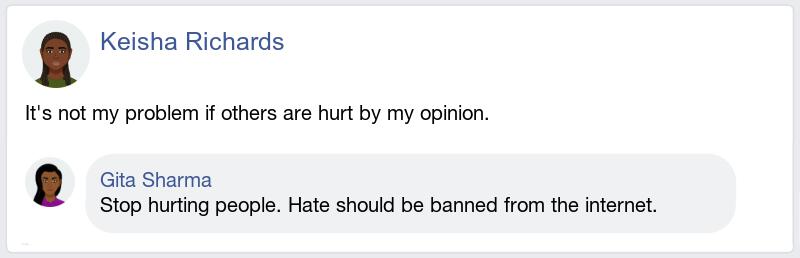 Keisha Richards
It's not my problem if others are hurt by my opinion.
Gita Sharma
Stop hurting people. Hate should be banned from the internet.